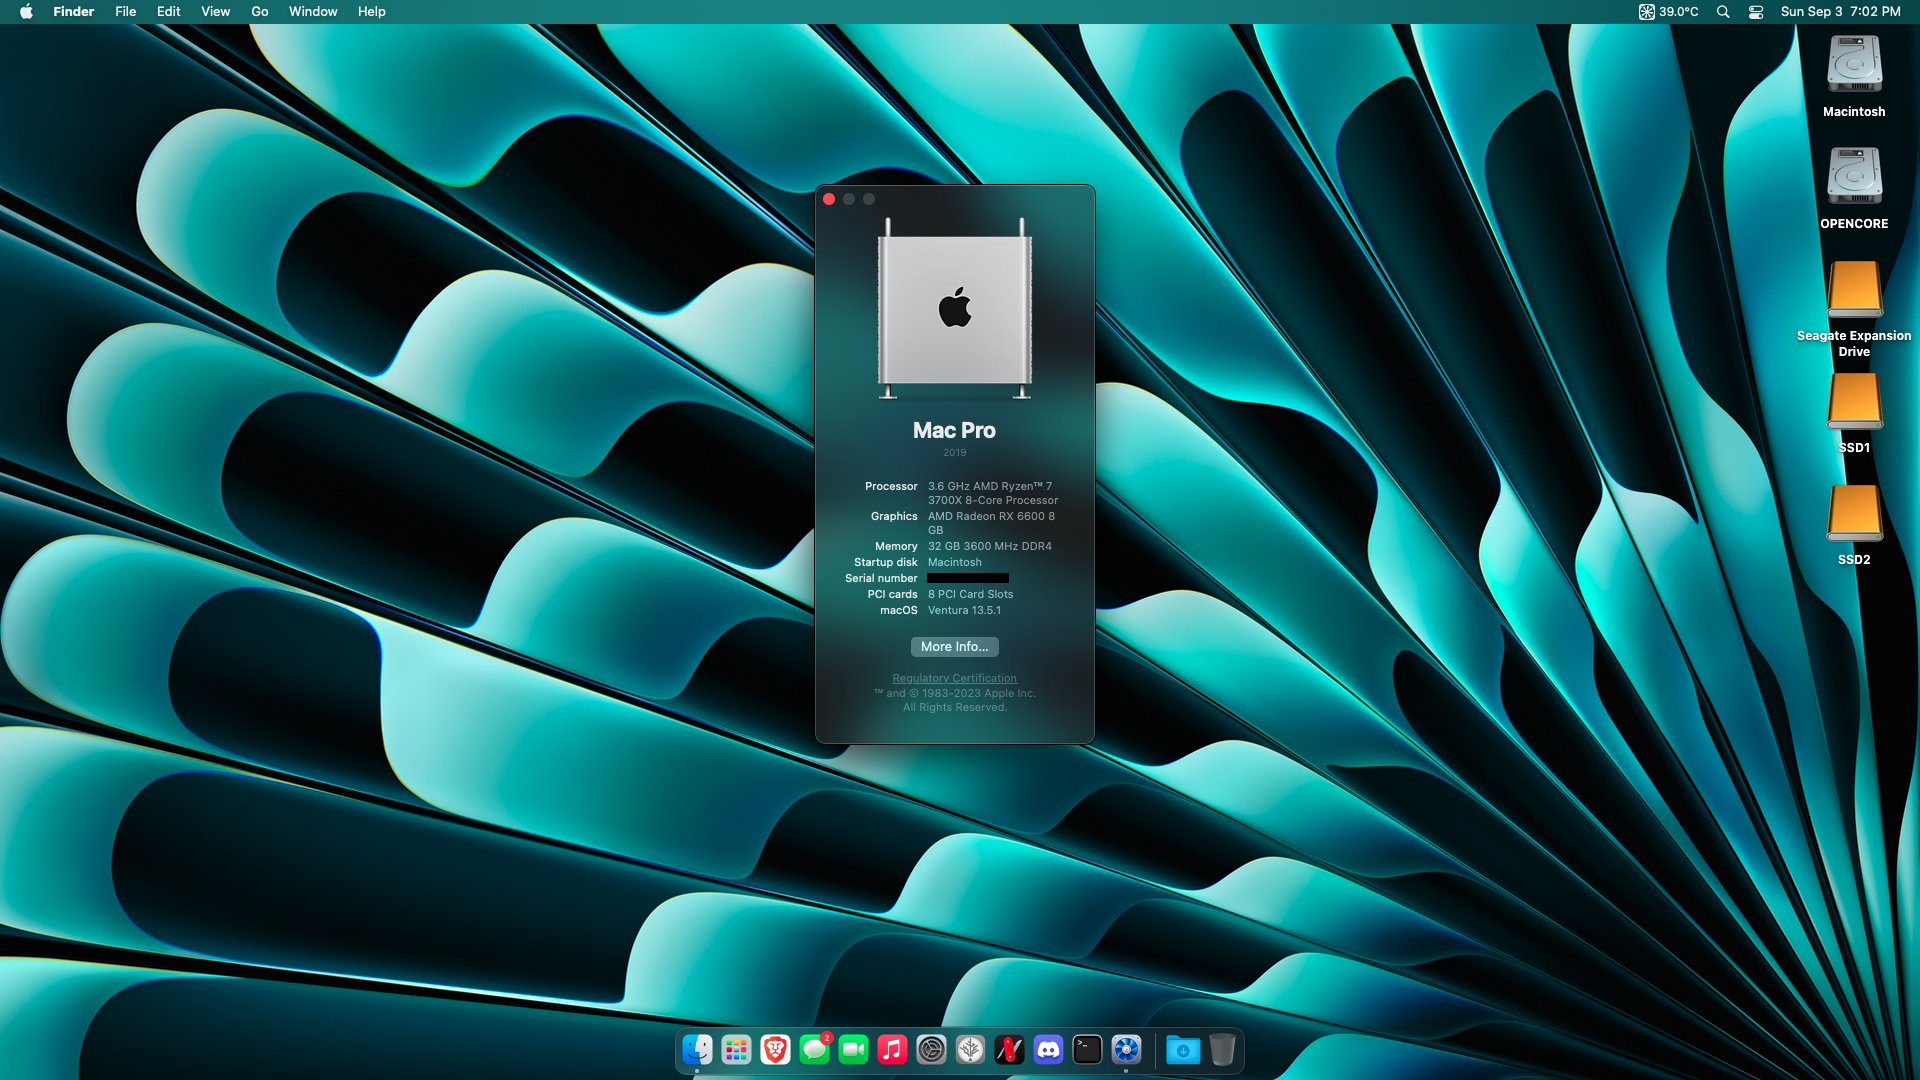 Finder File Edit View Go Window Help
39.0°C Sun Sep 3 7:02 PM
Macintosh
OPENCORE
Seagate Expansion
Drive
SSD1
SSD2
Mac Pro
2019
Processor 3.6 GHz AMD Ryzen™ 7
3700X 8-Core Processor
Graphics AMD Radeon RX 6600 8
GB
Memory 32 GB 3600 MHz DDR4
Startup disk Macintosh
Serial number
PCI cards 8 PCI Card Slots
macOS Ventura 13.5.1
More Info...
Regulatory Certification
™ and © 1983-2023 Apple Inc.
All Rights Reserved.
2
>_